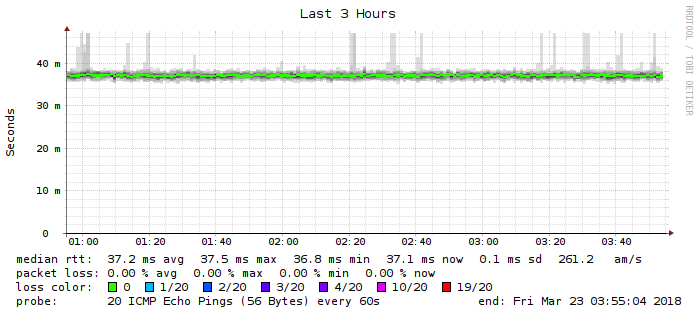 Last 3 Hours
RRDTOOL / TOBI OETIKER
Seconds
40 m
30 m
20 m
10 m
0
01:00 01:20 01:40 02:00 02:20 02:40 03:00 03:20 03:40
median rtt: 37.2 ms avg 37.5 ms max 36.8 ms min 37.1 ms now 0.1 ms sd 261.2 am/s
packet loss: 0.00 % avg 0.00 % max 0.00 % min 0.00 % now
loss color: 0 1/20 2/20 3/20 4/20 10/20 19/20
probe: 20 ICMP Echo Pings (56 Bytes) every 60s end: Fri Mar 23 03:55:04 2018